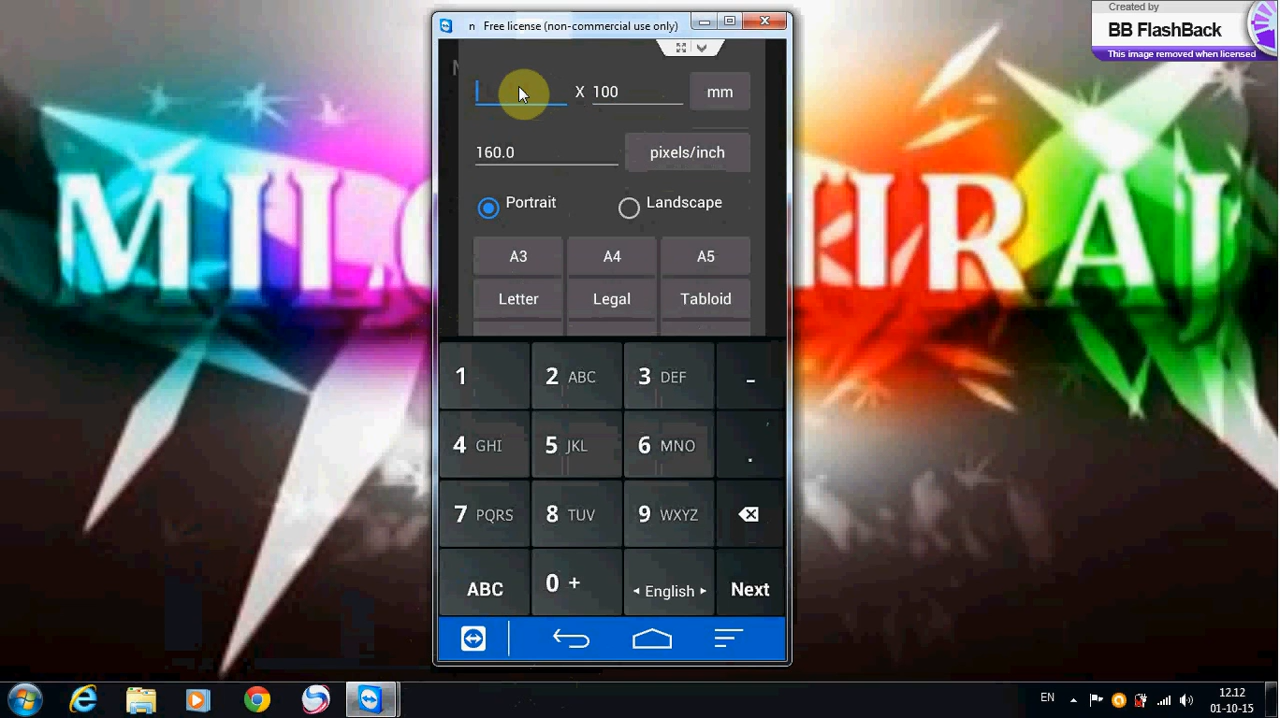 n Free license (non-commercial use only)
Created by
BB FlashBack
This image removed when licensed
X 100 mm
160.0 pixels/inch
Portrait Landscape
A3 A4 A5
Letter Legal Tabloid
1 2 ABC 3 DEF -
4 GHI 5 JKL 6 MNO .
7 PQRS 8 TUV 9 WXYZ
ABC 0 + English Next
EN 12.12
01-10-15